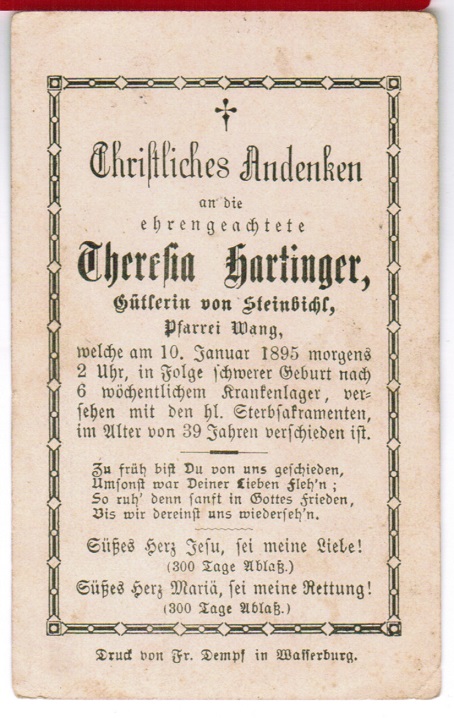 Christliches Andenken
an die
ehrengeachtete
Theresia Hartinger,
Gütlerin von Steinbichl,
Pfarrei Wang,
welche am 10. Januar 1895 morgens
2 Uhr, in Folge schwerer Geburt nach
6 wöchentlichem Krankenlager, ver-
sehen mit den hl. Sterbsakramenten,
im Alter von 39 Jahren verschieden ist.
Zu früh bist Du von uns geschieden,
Umsonst war Deiner Lieben Fleh'n;
So ruh' denn sanft in Gottes Frieden,
Bis wir dereinst uns wiederseh'n.
Süßes Herz Jesu, sei meine Liebe!
(300 Tage Ablaß.)
Süßes Herz Mariä, sei meine Rettung!
(300 Tage Ablaß.)
Druck von Fr. Dempf in Wasserburg.